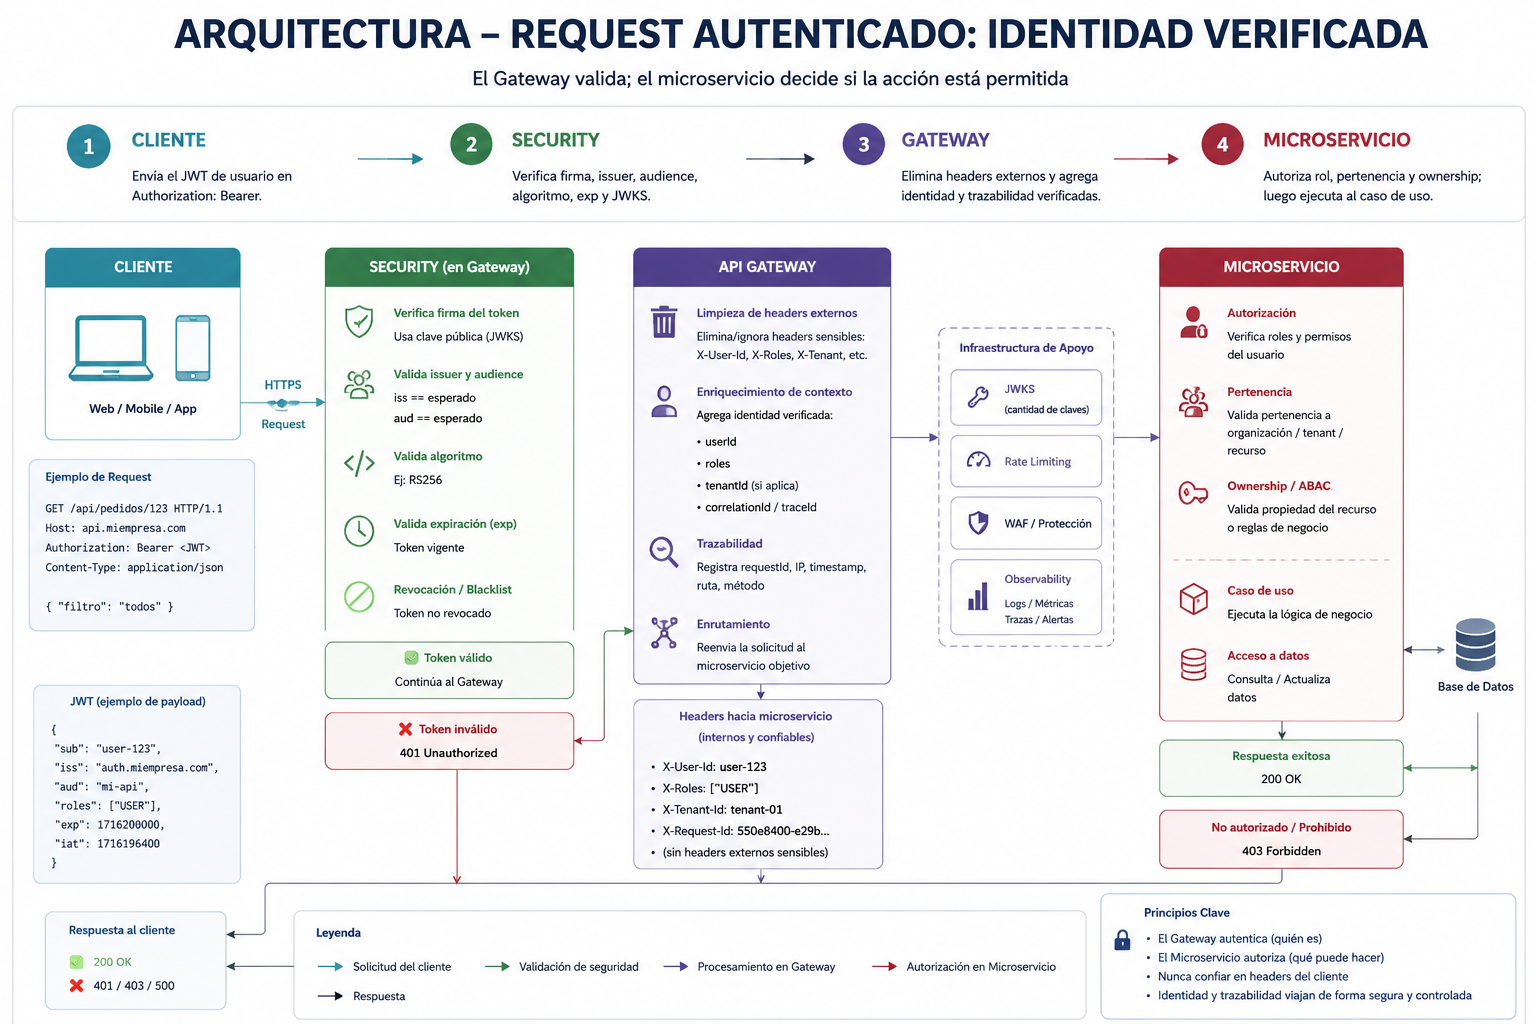 ARQUITECTURA – REQUEST AUTENTICADO: IDENTIDAD VERIFICADA
El Gateway valida; el microservicio decide si la acción está permitida
1
CLIENTE
Envía el JWT de usuario en
Authorization: Bearer.
2
SECURITY
Verifica firma, issuer, audience,
algoritmo, exp y JWKS.
3
GATEWAY
Elimina headers externos y agrega
identidad y trazabilidad verificadas.
4
MICROSERVICIO
Autoriza rol, pertenencia y ownership;
luego ejecuta al caso de uso.
CLIENTE
Web / Mobile / App
HTTPS
Request
Ejemplo de Request
GET /api/pedidos/123 HTTP/1.1
Host: api.miempresa.com
Authorization: Bearer <JWT>
Content-Type: application/json
{ "filtro": "todos" }
JWT (ejemplo de payload)
{
"sub": "user-123",
"iss": "auth.miempresa.com",
"aud": "mi-api",
"roles": ["USER"],
"exp": 1716200000,
"iat": 1716196400
}
SECURITY (en Gateway)
Verifica firma del token
Usa clave pública (JWKS)
Valida issuer y audience
iss == esperado
aud == esperado
Valida algoritmo
Ej: RS256
Valida expiración (exp)
Token vigente
Revocación / Blacklist
Token no revocado
Token válido
Continúa al Gateway
Token inválido
401 Unauthorized
API GATEWAY
Limpieza de headers externos
Elimina/ignora headers sensibles:
X-User-Id, X-Roles, X-Tenant, etc.
Enriquecimiento de contexto
Agrega identidad verificada:
• userId
• roles
• tenantId (si aplica)
• correlationId / traceId
Trazabilidad
Registra requestId, IP, timestamp,
ruta, método
Enrutamiento
Reenvia la solicitud al
microservicio objetivo
Headers hacia microservicio
(internos y confiables)
• X-User-Id: user-123
• X-Roles: ["USER"]
• X-Tenant-Id: tenant-01
• X-Request-Id: 550e8400-e29b...
• (sin headers externos sensibles)
Infraestructura de Apoyo
JWKS
(cantidad de claves)
Rate Limiting
WAF / Protección
Observability
Logs / Métricas
Trazas / Alertas
MICROSERVICIO
Autorización
Verifica roles y permisos
del usuario
Pertenencia
Valida pertenencia a
organización / tenant /
recurso
Ownership / ABAC
Valida propiedad del recurso
o reglas de negocio
Caso de uso
Ejecuta la lógica de negocio
Acceso a datos
Consulta / Actualiza
datos
Base de Datos
Respuesta exitosa
200 OK
No autorizado / Prohibido
403 Forbidden
Respuesta al cliente
200 OK
401 / 403 / 500
Leyenda
Solicitud del cliente
Validación de seguridad
Procesamiento en Gateway
Autorización en Microservicio
Respuesta
Principios Clave
• El Gateway autentica (quién es)
• El Microservicio autoriza (qué puede hacer)
• Nunca confiar en headers del cliente
• Identidad y trazabilidad viajan de forma segura y controlada